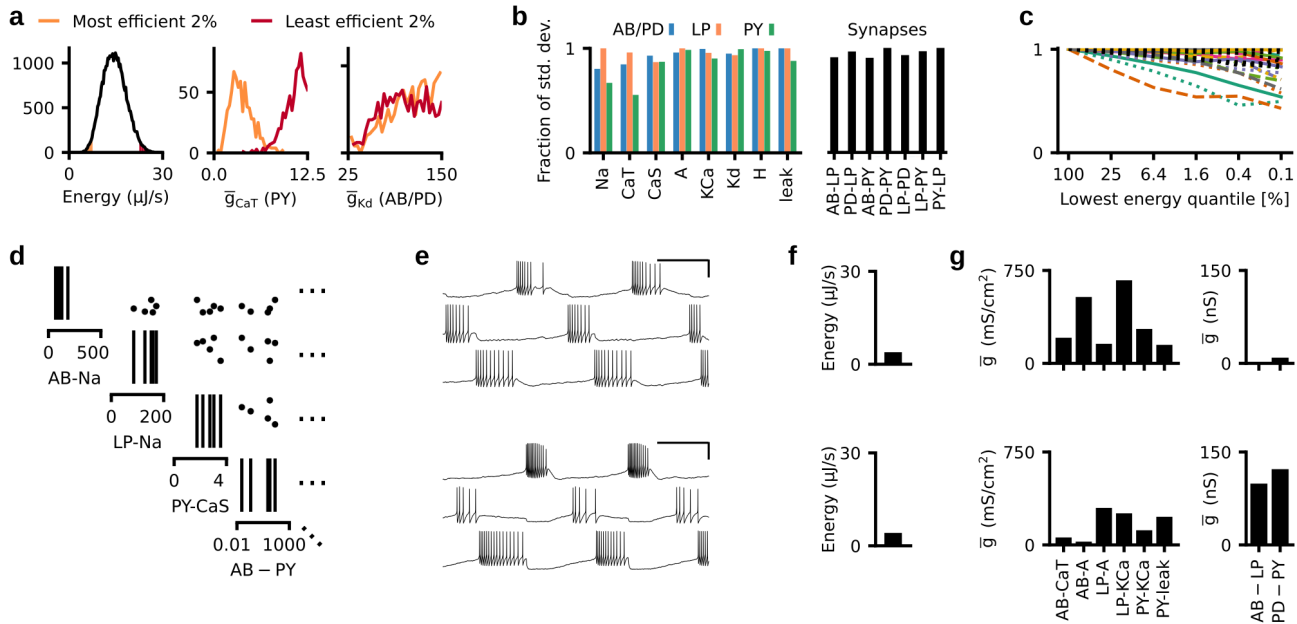 a
Most efficient 2%
Least efficient 2%
1000
500
0
0
30
Energy (μJ/s)
50
0
0.0
12.5
g̅CaT (PY)
25
150
g̅Kd (AB/PD)
b
AB/PD
LP
PY
Fraction of std. dev.
1
0
Na
CaT
CaS
A
KCa
Kd
H
leak
Synapses
1
0
AB-LP
PD-LP
AB-PY
PD-PY
LP-PD
LP-PY
PY-LP
c
1
0
100
25
6.4
1.6
0.4
0.1
Lowest energy quantile [%]
d
0
500
AB-Na
0
200
LP-Na
0
4
PY-CaS
0.01
1000
AB − PY
e
f
Energy (μJ/s)
30
0
Energy (μJ/s)
30
0
g
g̅ (mS/cm²)
750
0
g̅ (nS)
150
0
g̅ (mS/cm²)
750
0
AB-CaT
AB-A
LP-A
LP-KCa
PY-KCa
PY-leak
g̅ (nS)
150
0
AB − LP
PD − PY